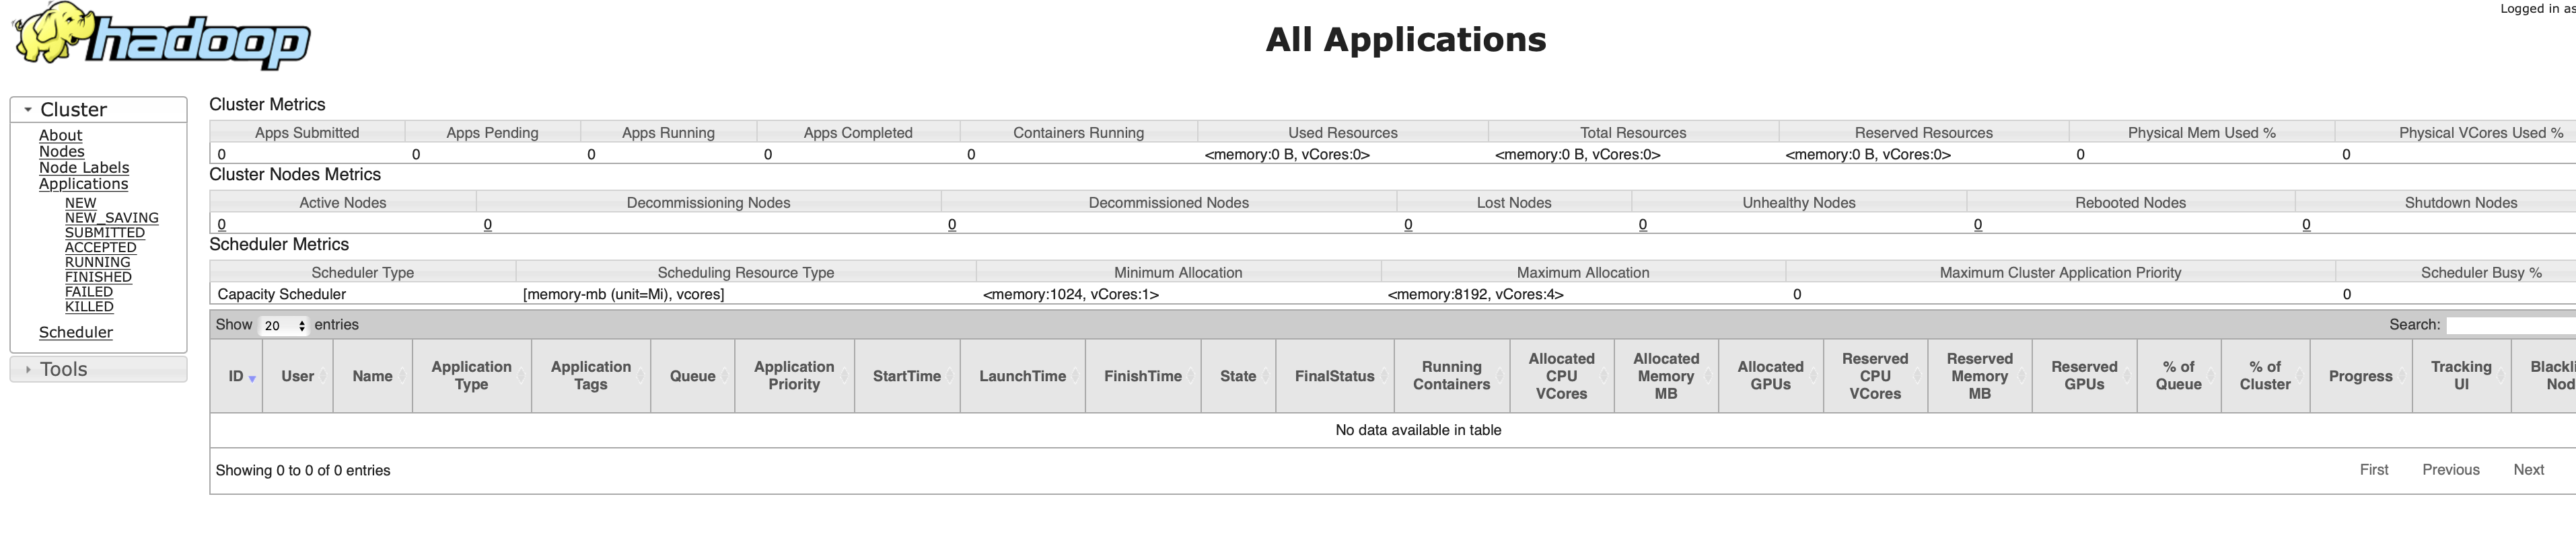 hadoop
Logged in as
All Applications
Cluster
About
Nodes
Node Labels
Applications
NEW
NEW_SAVING
SUBMITTED
ACCEPTED
RUNNING
FINISHED
FAILED
KILLED
Scheduler
Tools
Cluster Metrics
Apps Submitted Apps Pending Apps Running Apps Completed Containers Running Used Resources Total Resources Reserved Resources Physical Mem Used % Physical VCores Used %
0 0 0 0 0 <memory:0 B, vCores:0> <memory:0 B, vCores:0> <memory:0 B, vCores:0> 0 0
Cluster Nodes Metrics
Active Nodes Decommissioning Nodes Decommissioned Nodes Lost Nodes Unhealthy Nodes Rebooted Nodes Shutdown Nodes
0 0 0 0 0 0 0
Scheduler Metrics
Scheduler Type Scheduling Resource Type Minimum Allocation Maximum Allocation Maximum Cluster Application Priority Scheduler Busy %
Capacity Scheduler [memory-mb (unit=Mi), vcores] <memory:1024, vCores:1> <memory:8192, vCores:4> 0 0
Show 20 entries Search:
ID User Name Application Type Application Tags Queue Application Priority StartTime LaunchTime FinishTime State FinalStatus Running Containers Allocated CPU VCores Allocated Memory MB Allocated GPUs Reserved CPU VCores Reserved Memory MB Reserved GPUs % of Queue % of Cluster Progress Tracking UI Blackli Nod
No data available in table
Showing 0 to 0 of 0 entries First Previous Next